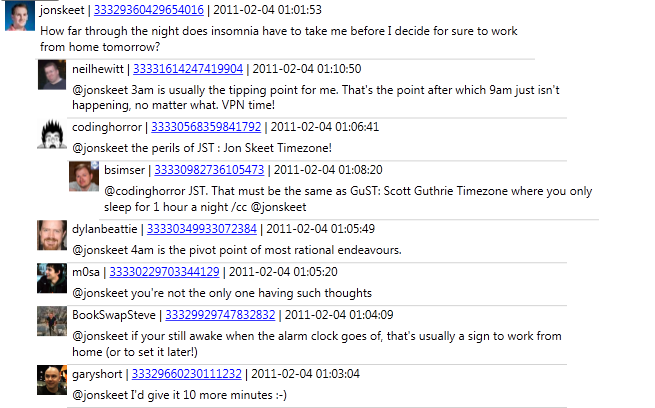 jonskeet | 33329360429654016 | 2011-02-04 01:01:53
How far through the night does insomnia have to take me before I decide for sure to work
from home tomorrow?
neilhewitt | 33331614247419904 | 2011-02-04 01:10:50
@jonskeet 3am is usually the tipping point for me. That's the point after which 9am just isn't
happening, no matter what. VPN time!
codinghorror | 33330568359841792 | 2011-02-04 01:06:41
@jonskeet the perils of JST : Jon Skeet Timezone!
bsimser | 33330982736105473 | 2011-02-04 01:08:20
@codinghorror JST. That must be the same as GuST: Scott Guthrie Timezone where you only
sleep for 1 hour a night /cc @jonskeet
dylanbeattie | 33330349933072384 | 2011-02-04 01:05:49
@jonskeet 4am is the pivot point of most rational endeavours.
m0sa | 33330229703344129 | 2011-02-04 01:05:20
@jonskeet you're not the only one having such thoughts
BookSwapSteve | 33329929747832832 | 2011-02-04 01:04:09
@jonskeet if your still awake when the alarm clock goes of, that's usually a sign to work from
home (or to set it later!)
garyshort | 33329660230111232 | 2011-02-04 01:03:04
@jonskeet I'd give it 10 more minutes :-)